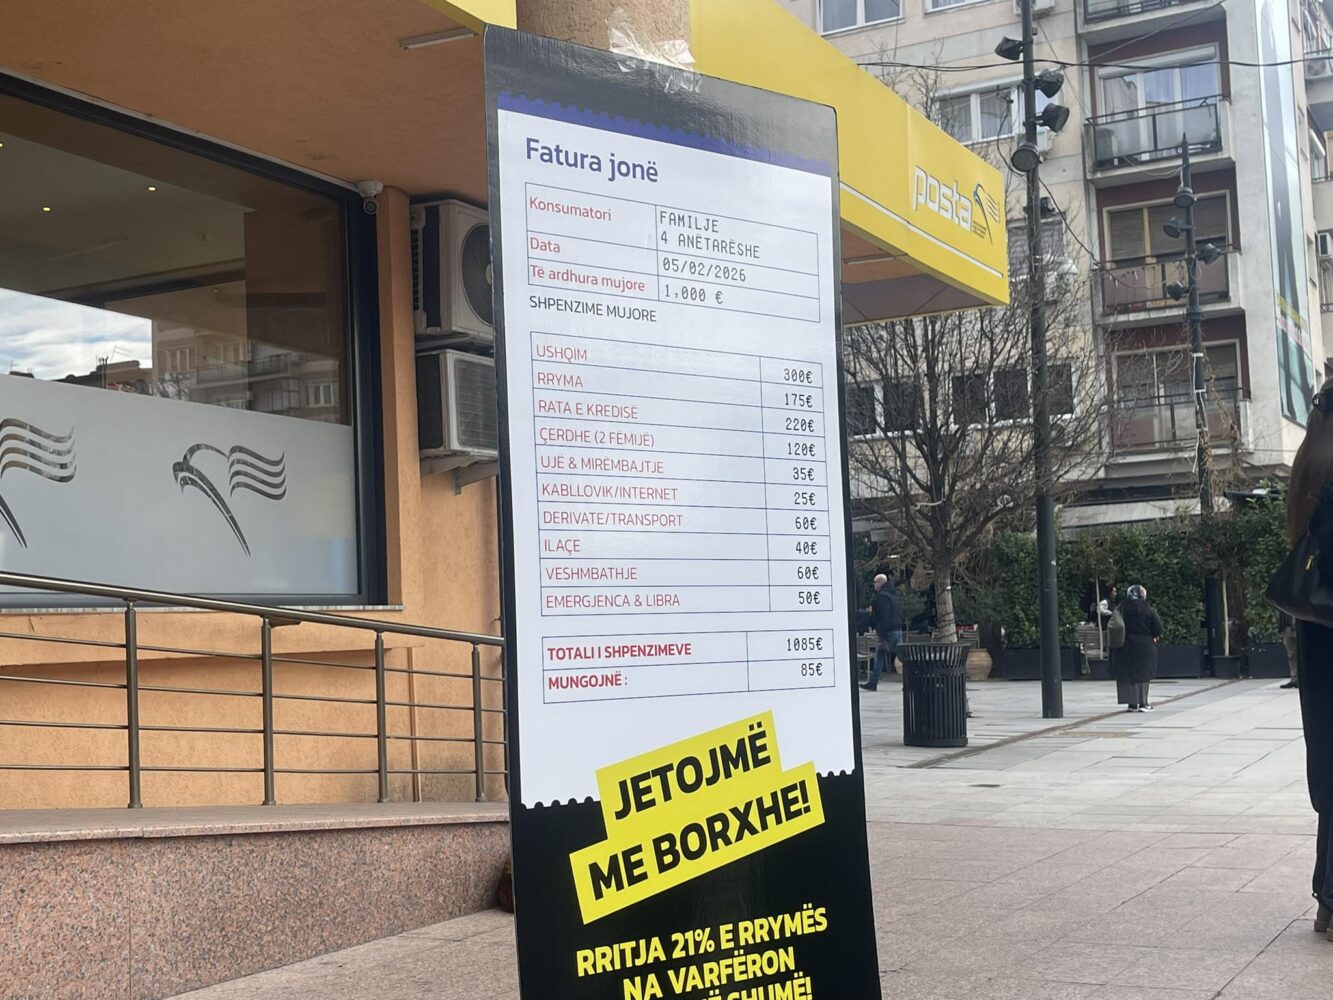 posta
Fatura jonë
Konsumatori FAMILJE
4 ANËTARËSHE
Data 05/02/2026
Të ardhura mujore 1,000 €
SHPENZIME MUJORE
USHQIM 300€
RRYMA 175€
RATA E KREDISË 220€
ÇERDHE (2 FËMIJË) 120€
UJË & MIRËMBAJTJE 35€
KABLLOVIK/INTERNET 25€
DERIVATE/TRANSPORT 60€
ILAÇE 40€
VESHMBATHJE 60€
EMERGJENCA & LIBRA 50€
TOTALI I SHPENZIMEVE 1085€
MUNGOJNË : 85€
JETOJMË
ME BORXHE!
RRITJA 21% E RRYMËS
NA VARFËRON
SHUMË!